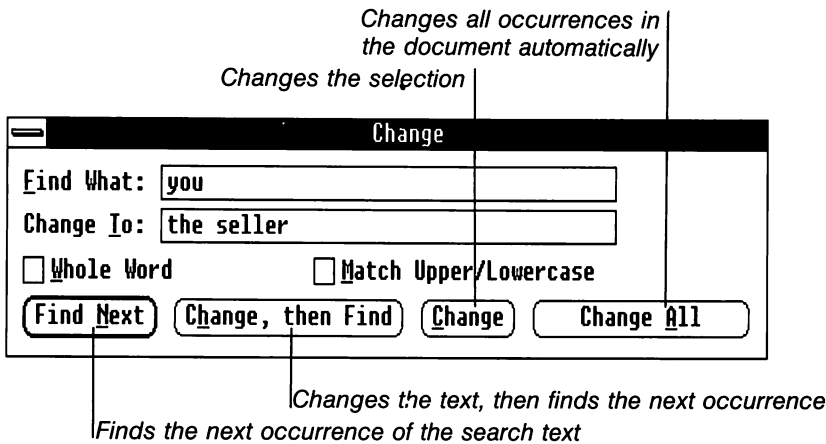 Changes all occurrences in
the document automatically
Changes the selection
Change
Find What: you
Change To: the seller
Whole Word Match Upper/Lowercase
Find Next Change, then Find Change Change All
Changes the text, then finds the next occurrence
Finds the next occurrence of the search text